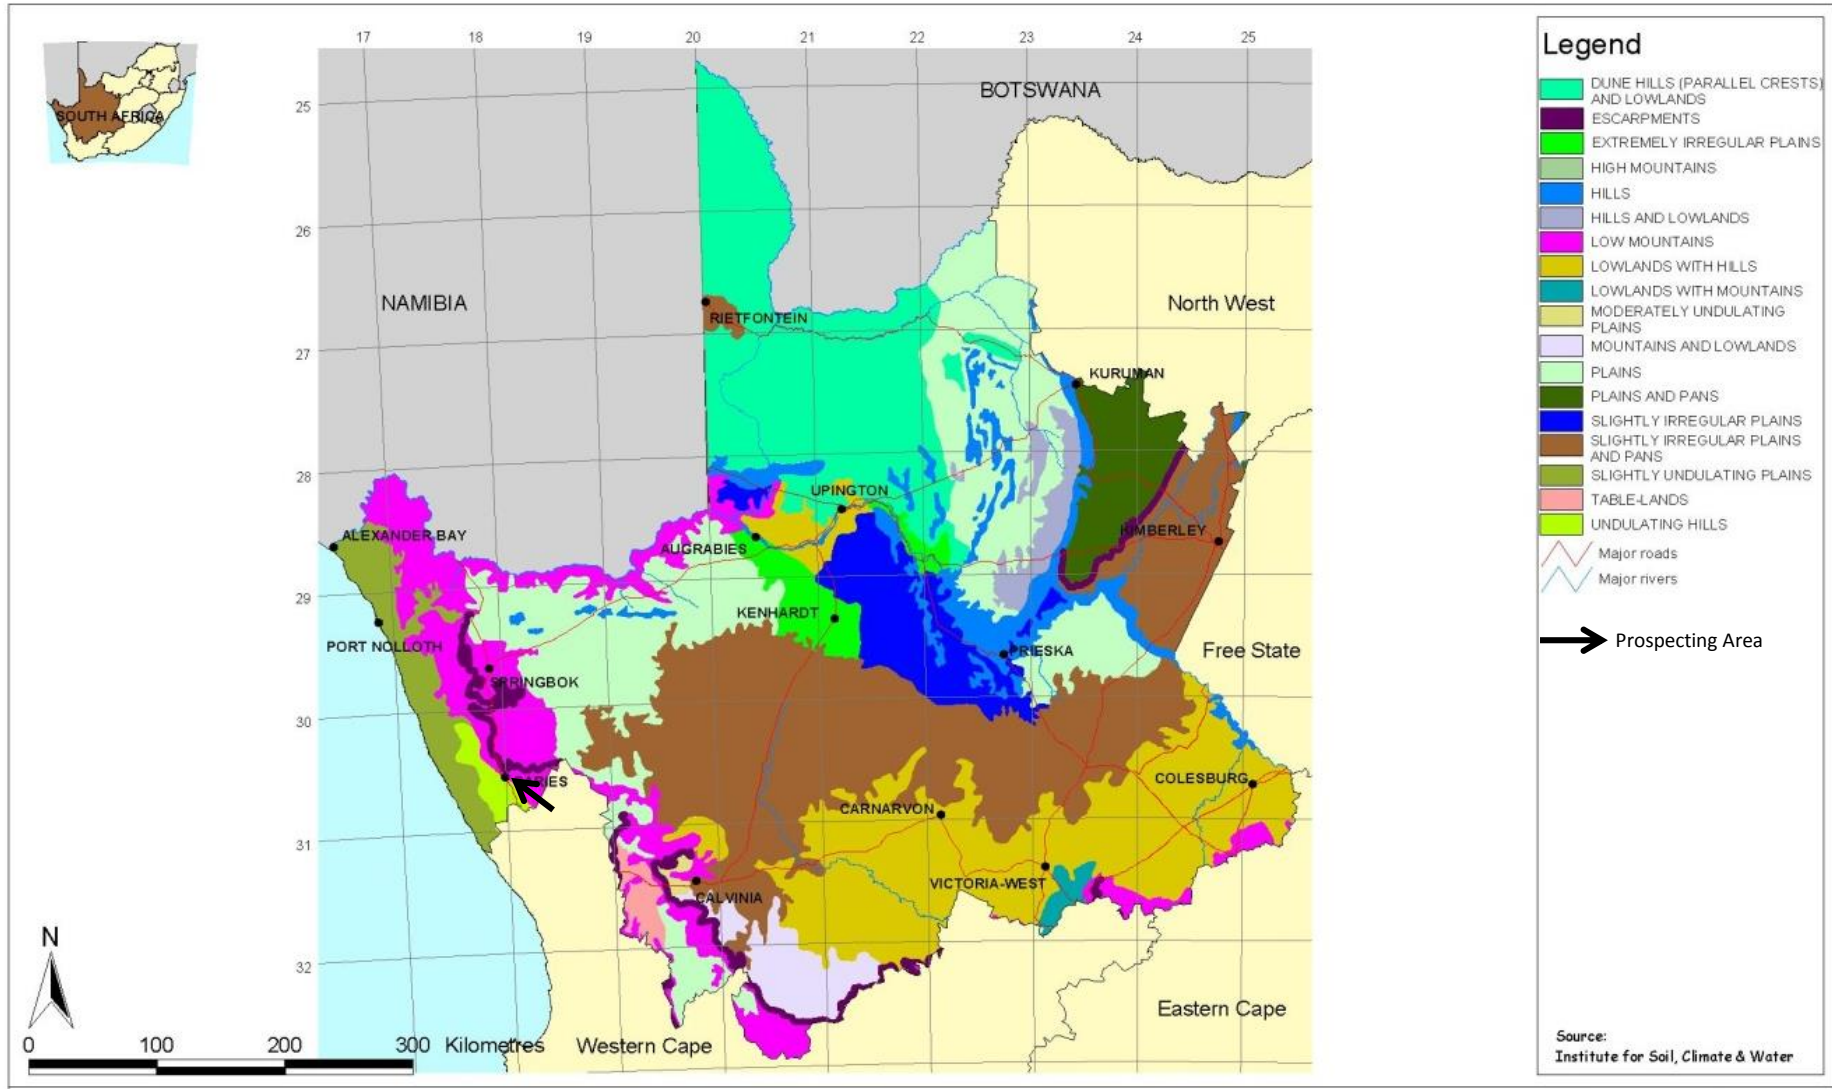 17 18 19 20 21 22 23 24 25
25
26
27
28
29
30
31
32
SOUTH AFRICA
BOTSWANA
NAMIBIA
North West
RIETFONTEIN
KURUMAN
UPINGTON
ALEXANDER BAY
AUGRABIES
KIMBERLEY
KENHARDT
PORT NOLLOTH
PRIESKA
Free State
SPRINGBOK
COLESBURG
CARNARVON
VICTORIA-WEST
CALVINIA
Eastern Cape
Western Cape
N
0 100 200 300 Kilometres
Legend
DUNE HILLS (PARALLEL CRESTS)
AND LOWLANDS
ESCARPMENTS
EXTREMELY IRREGULAR PLAINS
HIGH MOUNTAINS
HILLS
HILLS AND LOWLANDS
LOW MOUNTAINS
LOWLANDS WITH HILLS
LOWLANDS WITH MOUNTAINS
MODERATELY UNDULATING
PLAINS
MOUNTAINS AND LOWLANDS
PLAINS
PLAINS AND PANS
SLIGHTLY IRREGULAR PLAINS
SLIGHTLY IRREGULAR PLAINS
AND PANS
SLIGHTLY UNDULATING PLAINS
TABLE-LANDS
UNDULATING HILLS
Major roads
Major rivers
Prospecting Area
Source:
Institute for Soil, Climate & Water